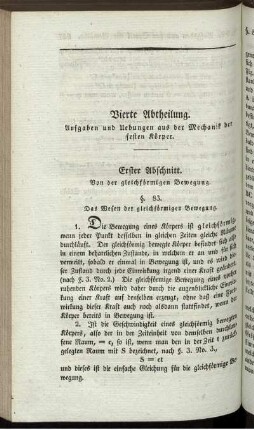 Vierte Abtheilung.
Aufgaben und Uebungen aus der Mechanik der
festen Körper.
Erster Abschnitt.
Von der gleichförmigen Bewegung.
§. 83.
Das Wesen der gleichförmigen Bewegung.
1. Die Bewegung eines Körpers ist gleichförmig,
wann jeder Punkt desselben in gleichen Zeiten gleiche Räume
durchläuft. Der gleichförmig bewegte Körper befindet sich also
in einem beharrlichen Zustande, in welchem er an und für sich
verweilt, sobald er einmal in Bewegung ist, und es wird
Zustand durch jede Einwirkung irgend einer Kraft
(nach §. 3. No. 2.) Die gleichförmige Bewegung eines vorher
ruhenden Körpers wird daher durch die augenblickliche Einwir-
kung einer Kraft auf denselben erzeugt, ohne daß eine
Einwirkung dieser Kraft noch alsdann stattfindet, wenn der
Körper bereits in Bewegung ist.
2. Ist die Geschwindigkeit eines gleichförmig bewegten
Körpers, also der in der Zeiteinheit von demselben durchlau-
fene Raum, = c, so ist, wenn man den in der Zeit t zurück-
gelegten Raum mit S bezeichnet, nach §. 3. No. 3.,
S = ct
und dieses ist die einfache Gleichung für die gleichförmige Be-
wegung.